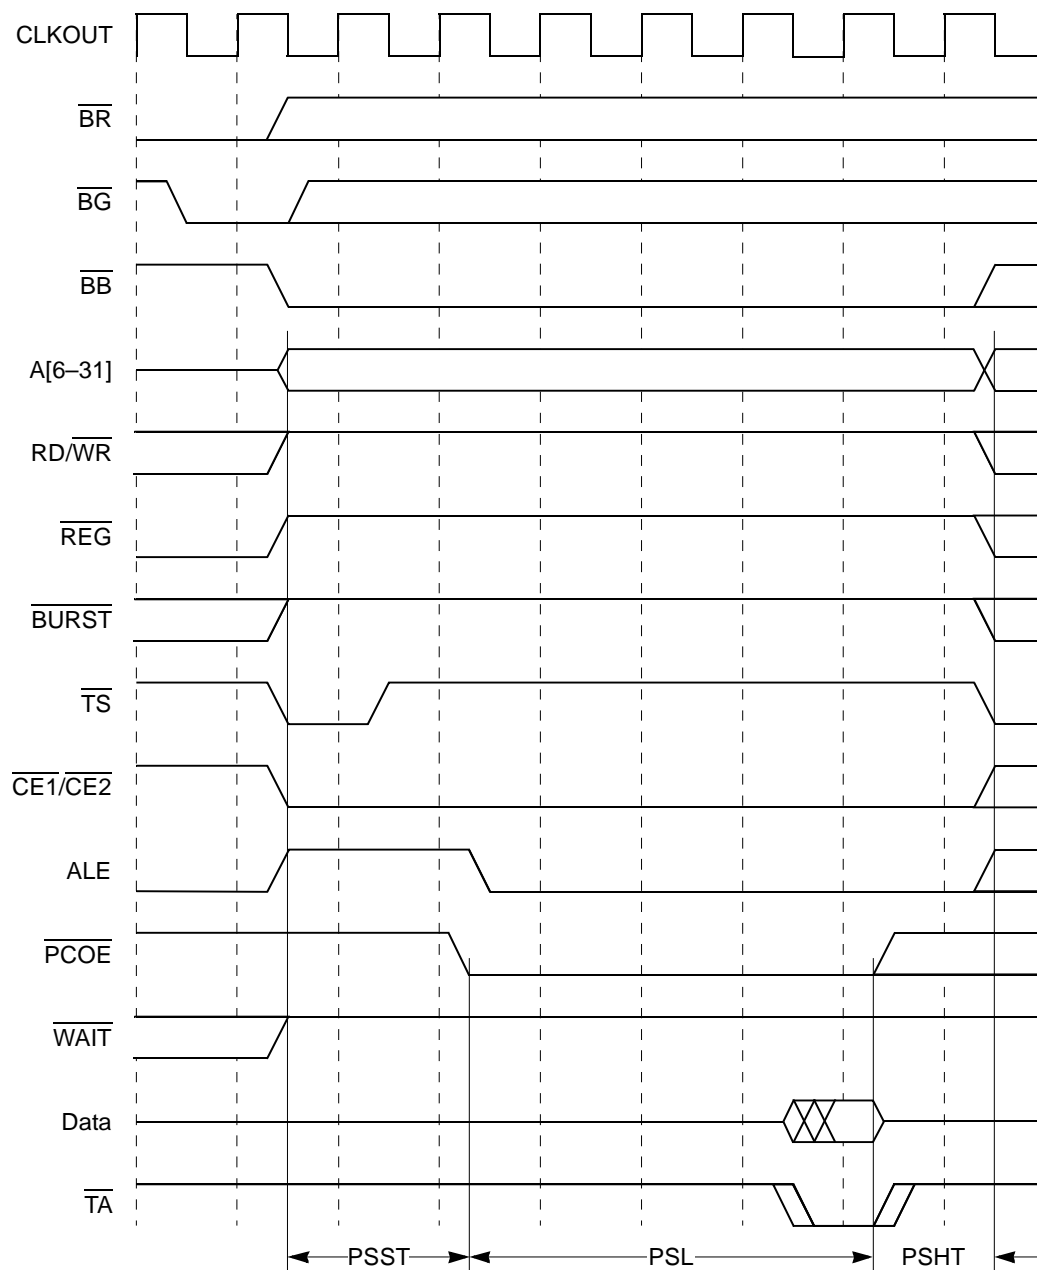 CLKOUT
BR
BG
BB
A[6–31]
RD/WR
REG
BURST
TS
CE1/CE2
ALE
PCOE
WAIT
Data
TA
PSST PSL PSHT